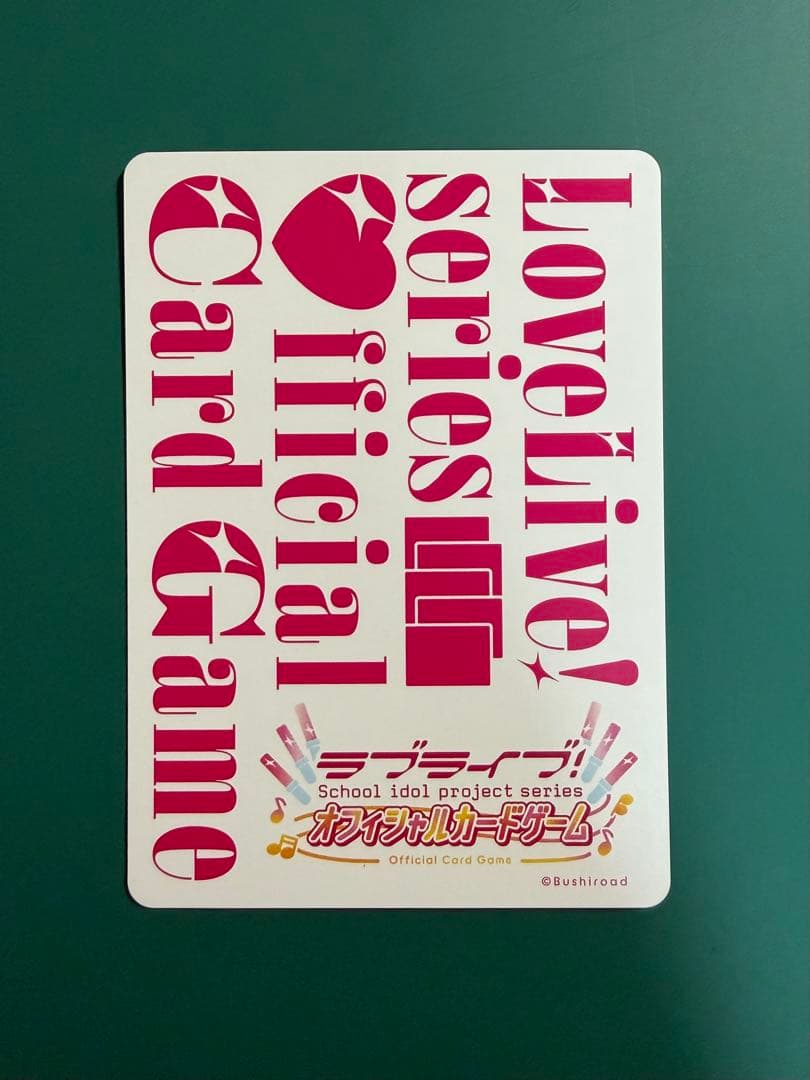 LoveLive!
series
♥fficial
Card Game
ラブライブ!
School idol project series
オフィシャルカードゲーム
Official Card Game
©Bushiroad